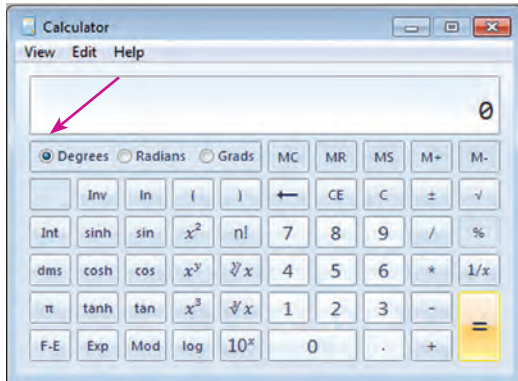 Calculator
View Edit Help
0
Degrees Radians Grads MC MR MS M+ M-
Inv ln ( ) ← CE C ± √
Int sinh sin x² n! 7 8 9 / %
dms cosh cos xʸ ʸ√x 4 5 6 * 1/x
π tanh tan x³ ³√x 1 2 3 - =
F-E Exp Mod log 10ˣ 0 . +